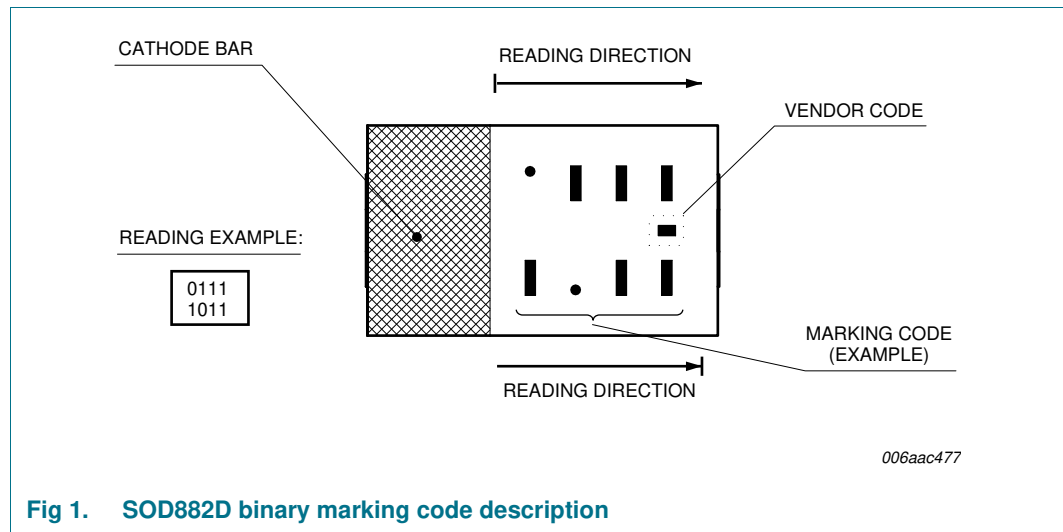 CATHODE BAR
READING DIRECTION
VENDOR CODE
READING EXAMPLE:
0111
1011
MARKING CODE
(EXAMPLE)
READING DIRECTION
006aac477
Fig 1. SOD882D binary marking code description